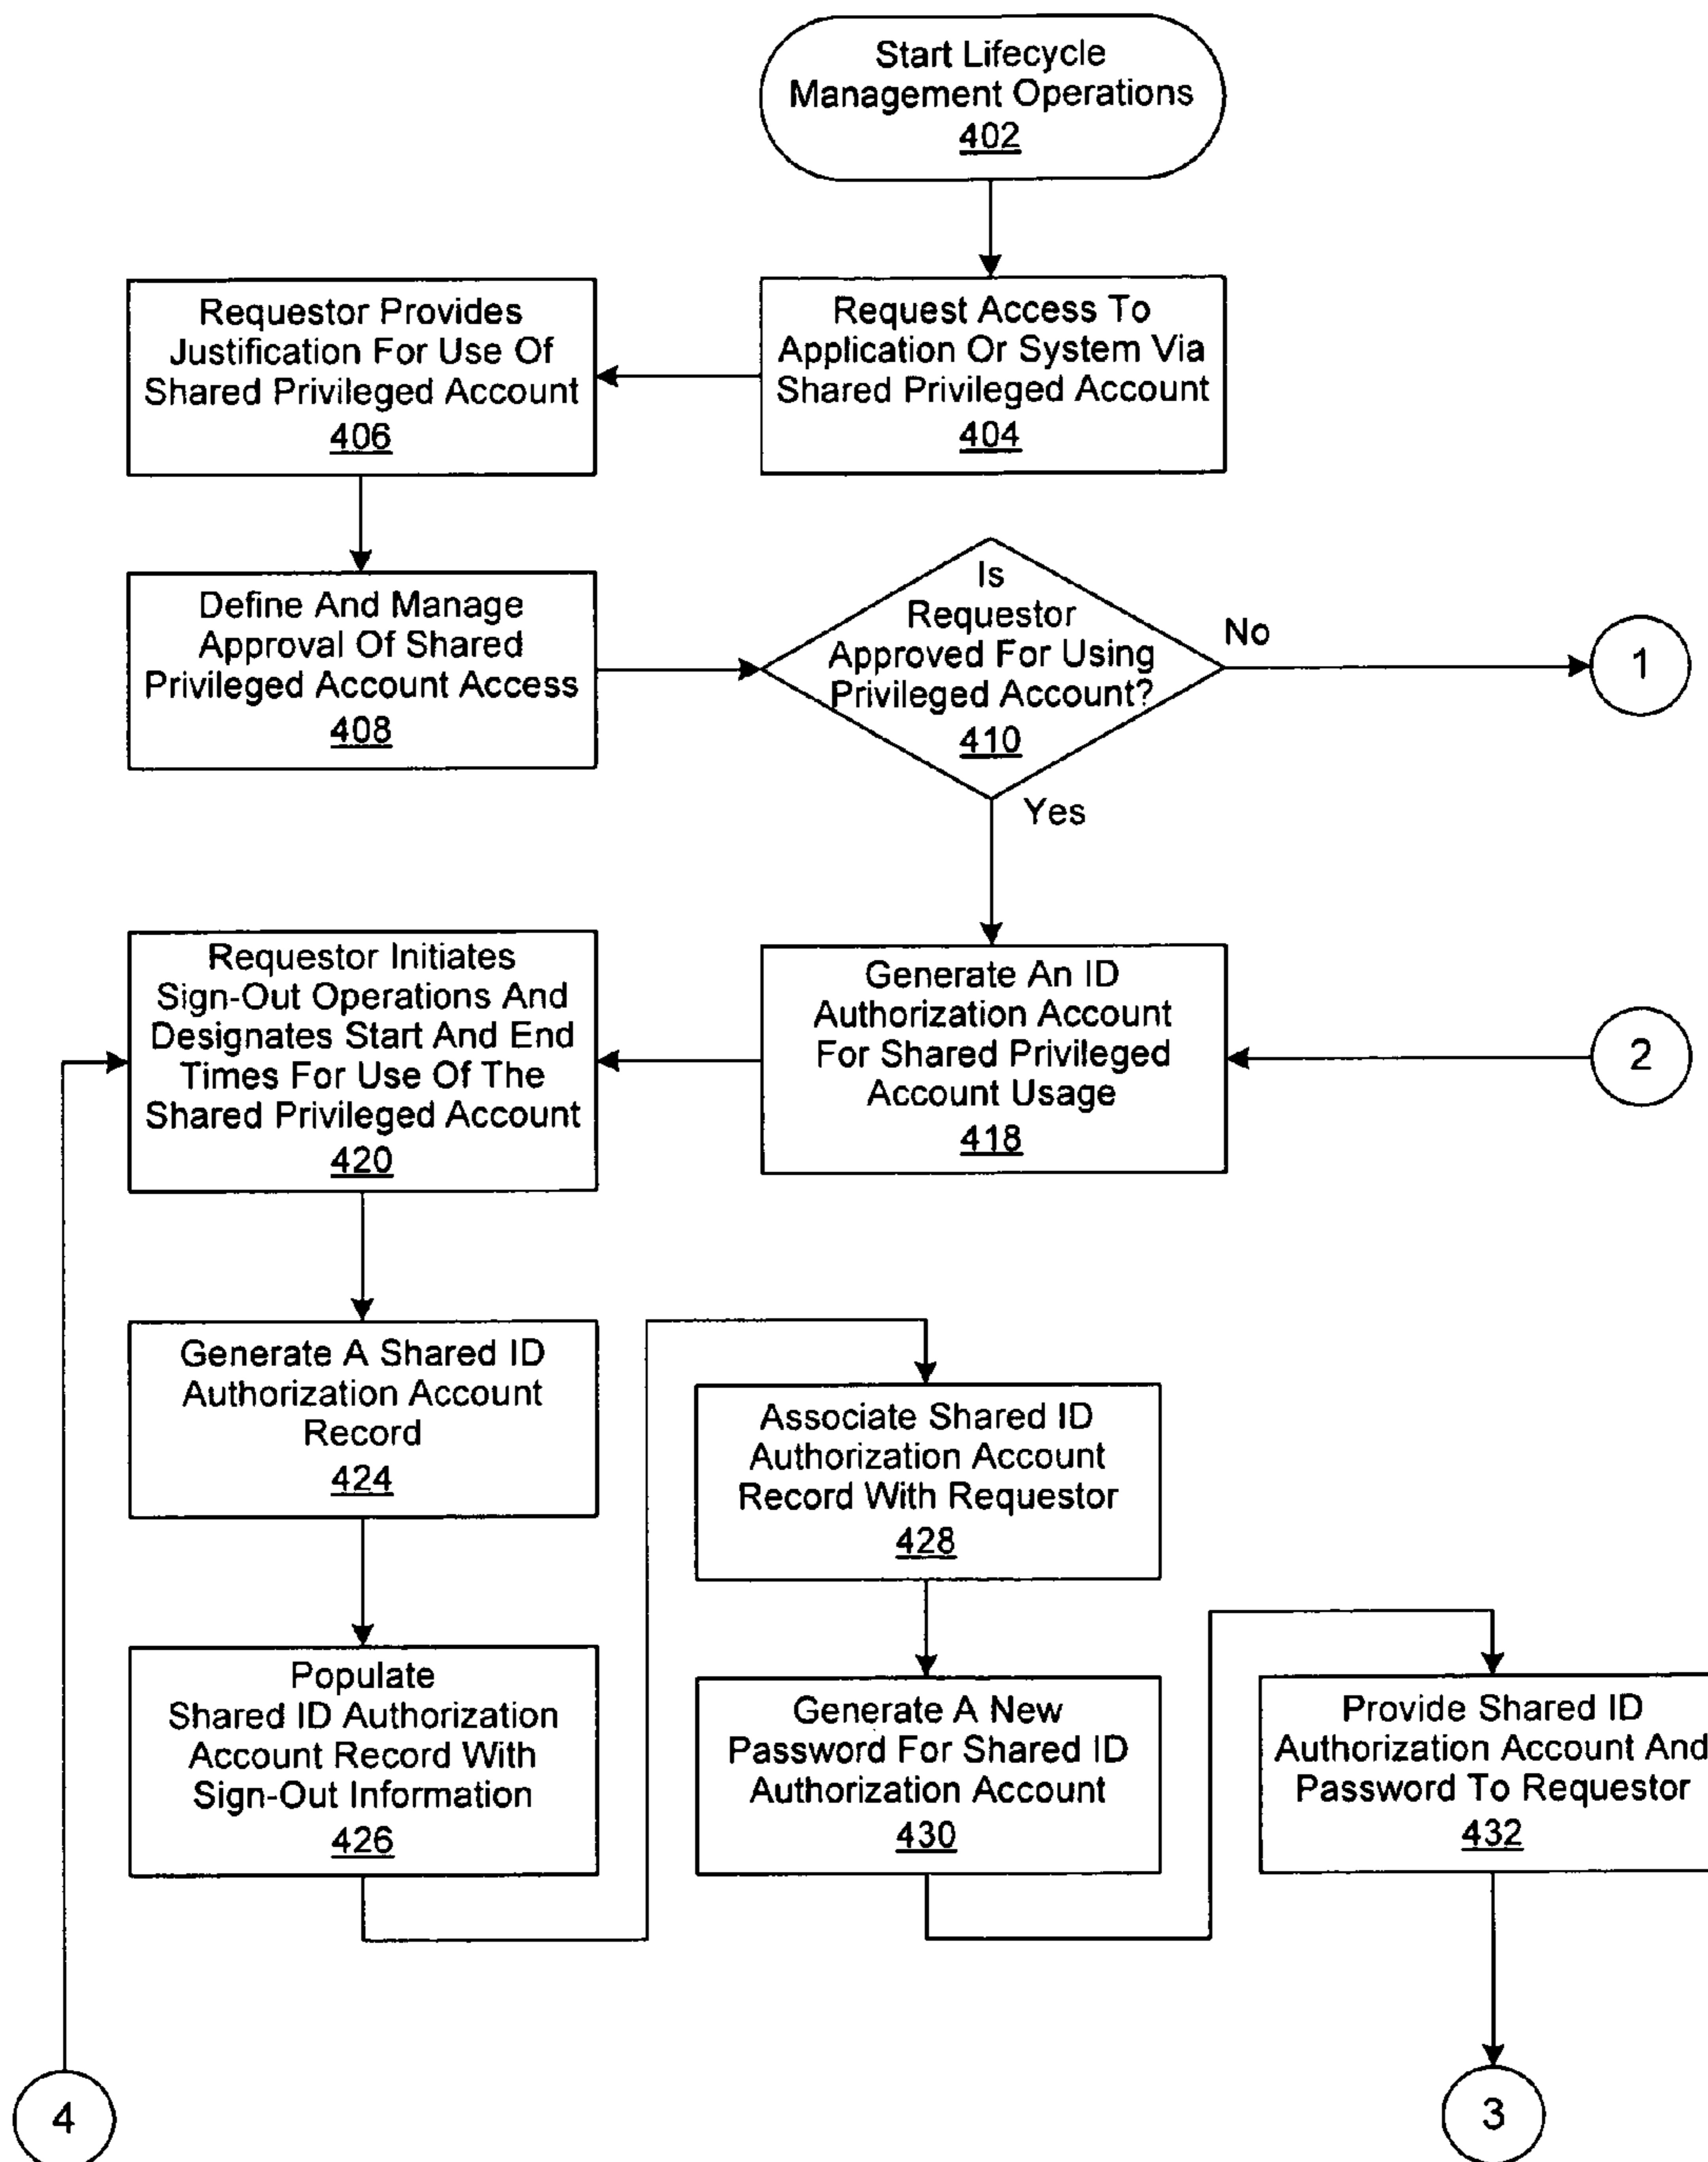 Start Lifecycle
Management Operations
402
Request Access To
Application Or System Via
Shared Privileged Account
404
Requestor Provides
Justification For Use Of
Shared Privileged Account
406
Define And Manage
Approval Of Shared
Privileged Account Access
408
Is
Requestor
Approved For Using
Privileged Account?
410
No
1
Yes
Generate An ID
Authorization Account
For Shared Privileged
Account Usage
418
2
Requestor Initiates
Sign-Out Operations And
Designates Start And End
Times For Use Of The
Shared Privileged Account
420
Generate A Shared ID
Authorization Account
Record
424
Populate
Shared ID Authorization
Account Record With
Sign-Out Information
426
Associate Shared ID
Authorization Account
Record With Requestor
428
Generate A New
Password For Shared ID
Authorization Account
430
Provide Shared ID
Authorization Account And
Password To Requestor
432
4
3